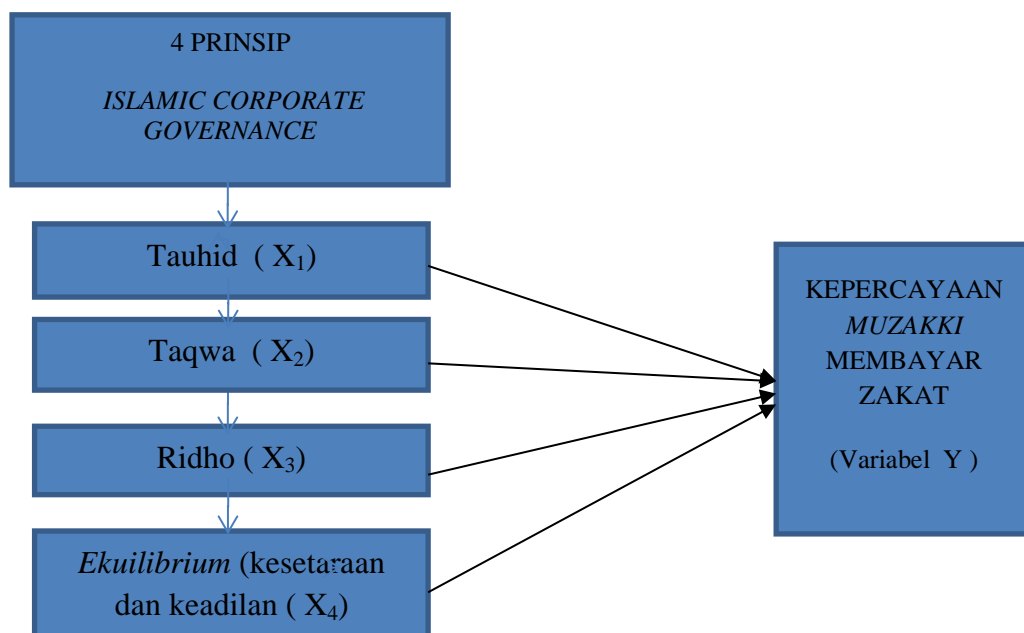 4 PRINSIP
ISLAMIC CORPORATE
GOVERNANCE
Tauhid ( X₁)
Taqwa ( X₂)
Ridho ( X₃)
Ekuilibrium (kesetaraan
dan keadilan ( X₄)
KEPERCAYAAN
MUZAKKI
MEMBAYAR
ZAKAT
(Variabel Y )